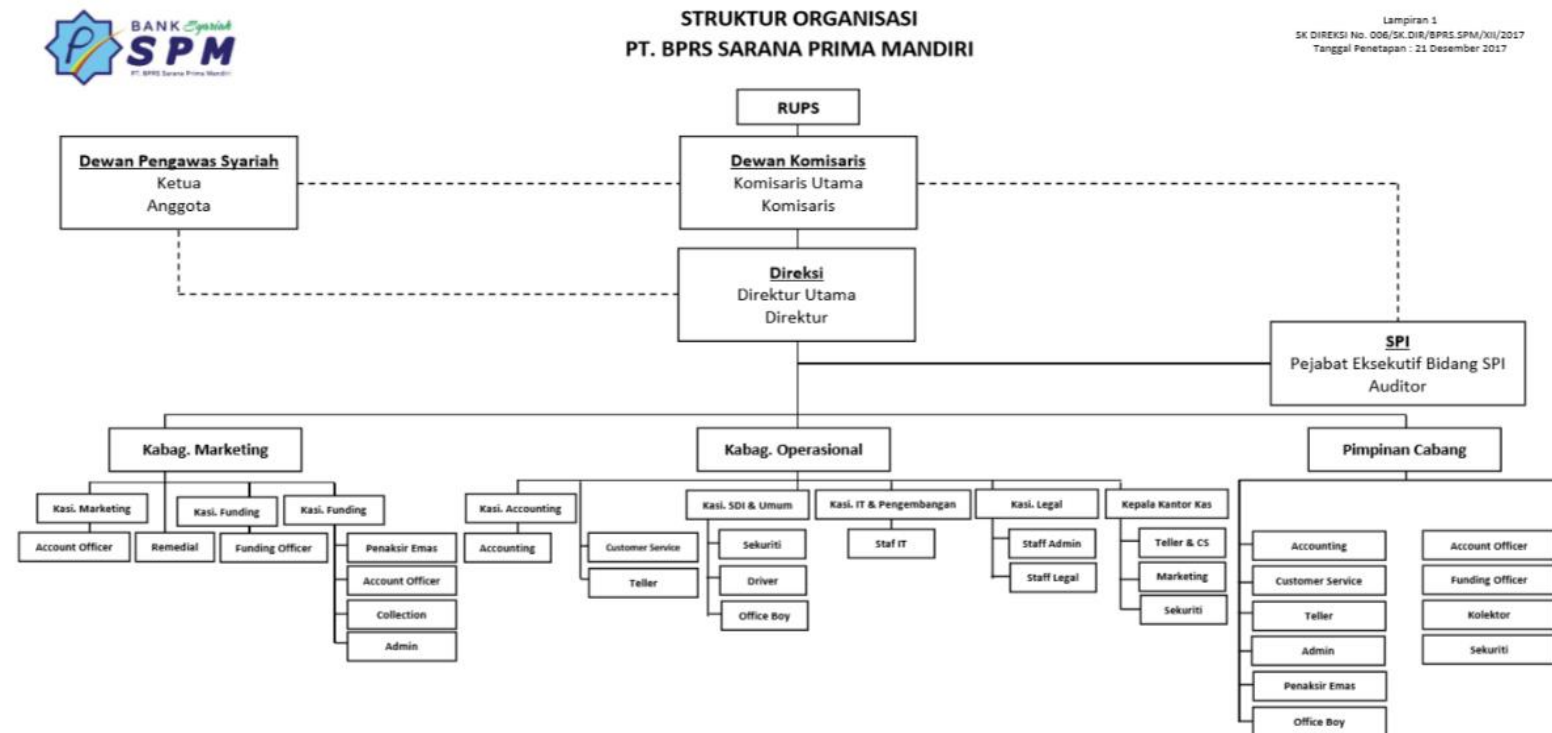 BANK Syariah
SPM
PT. BPRS Sarana Prima Mandiri
STRUKTUR ORGANISASI
PT. BPRS SARANA PRIMA MANDIRI
Lampiran 1
SK DIREKSI No. 006/SK.DIR/BPRS.SPM/XII/2017
Tanggal Penetapan : 21 Desember 2017
RUPS
Dewan Pengawas Syariah
Ketua
Anggota
Dewan Komisaris
Komisaris Utama
Komisaris
Direksi
Direktur Utama
Direktur
SPI
Pejabat Eksekutif Bidang SPI
Auditor
Kabag. Marketing
Kabag. Operasional
Pimpinan Cabang
Kasi. Marketing
Account Officer
Remedial
Kasi. Funding
Funding Officer
Kasi. Funding
Penaksir Emas
Account Officer
Collection
Admin
Kasi. Accounting
Accounting
Customer Service
Teller
Kasi. SDI & Umum
Sekuriti
Driver
Office Boy
Kasi. IT & Pengembangan
Staf IT
Kasi. Legal
Staff Admin
Staff Legal
Kepala Kantor Kas
Teller & CS
Marketing
Sekuriti
Accounting
Customer Service
Teller
Admin
Penaksir Emas
Office Boy
Account Officer
Funding Officer
Kolektor
Sekuriti